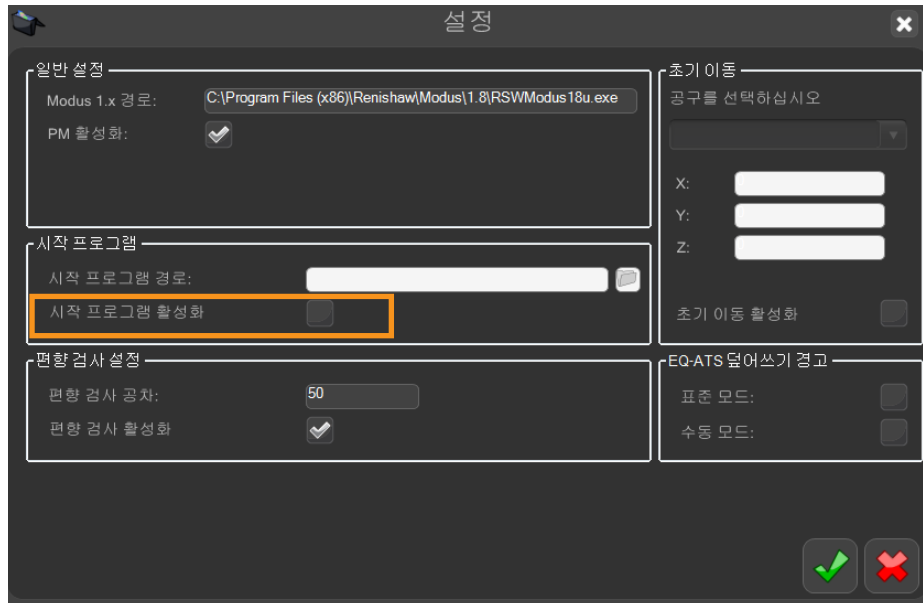 설정
일반 설정
Modus 1.x 경로:
C:\Program Files (x86)\Renishaw\Modus\1.8\RSWModus18u.exe
PM 활성화:
시작 프로그램
시작 프로그램 경로:
시작 프로그램 활성화
편향 검사 설정
편향 검사 공차:
50
편향 검사 활성화
초기 이동
공구를 선택하십시오
X:
Y:
Z:
초기 이동 활성화
EQ-ATS 덮어쓰기 경고
표준 모드:
수동 모드: